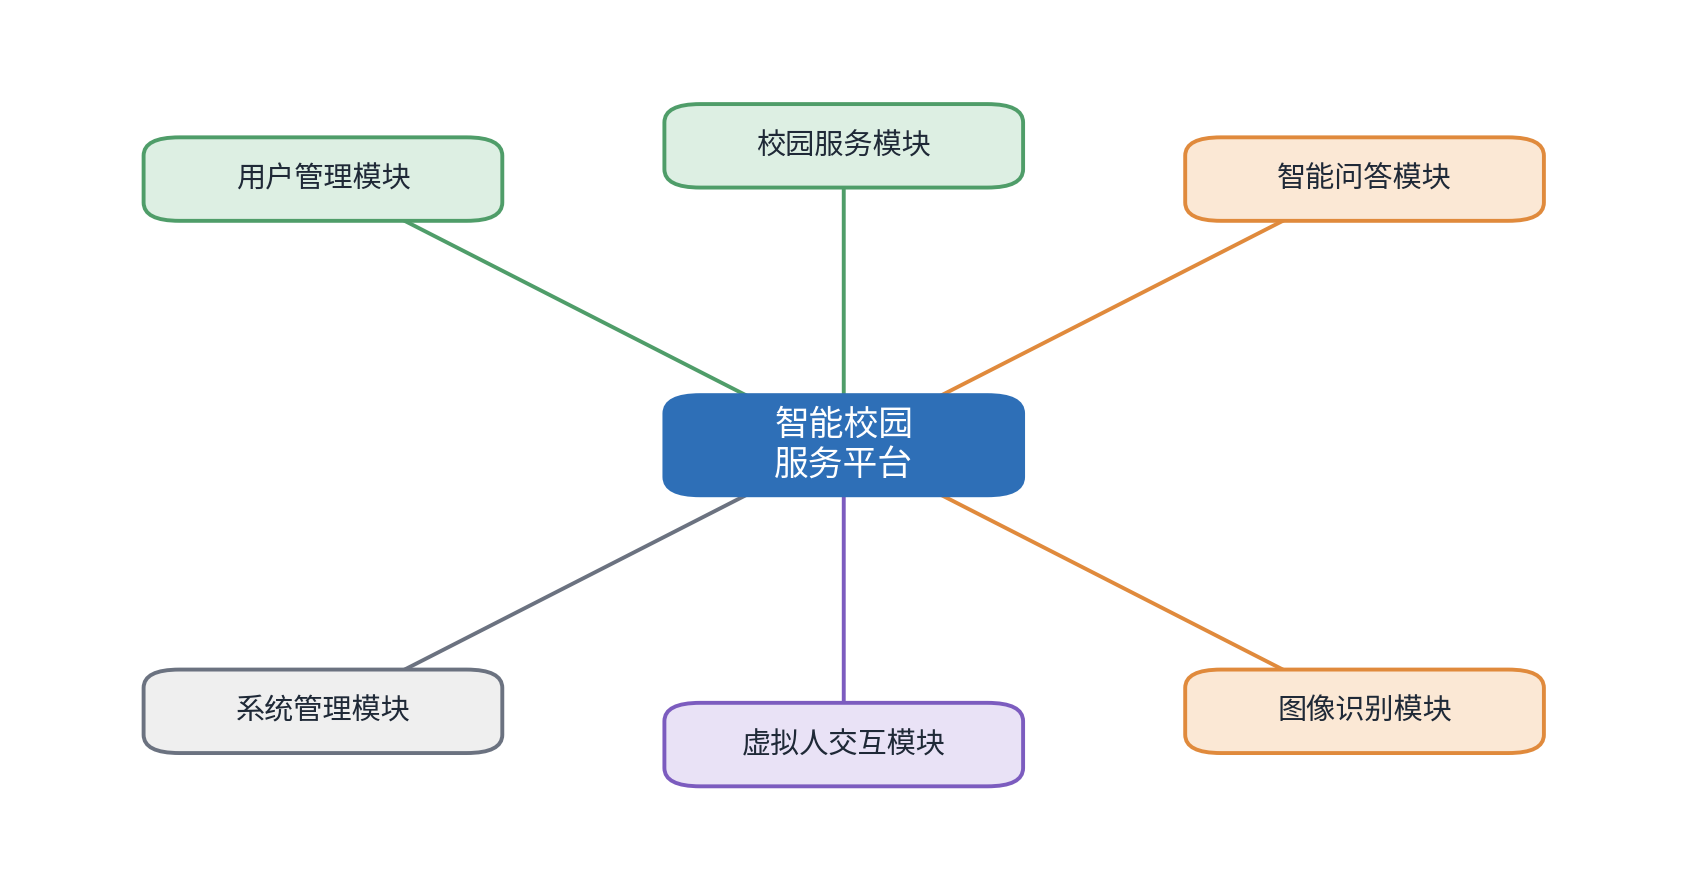 用户管理模块
校园服务模块
智能问答模块
智能校园
服务平台
系统管理模块
虚拟人交互模块
图像识别模块